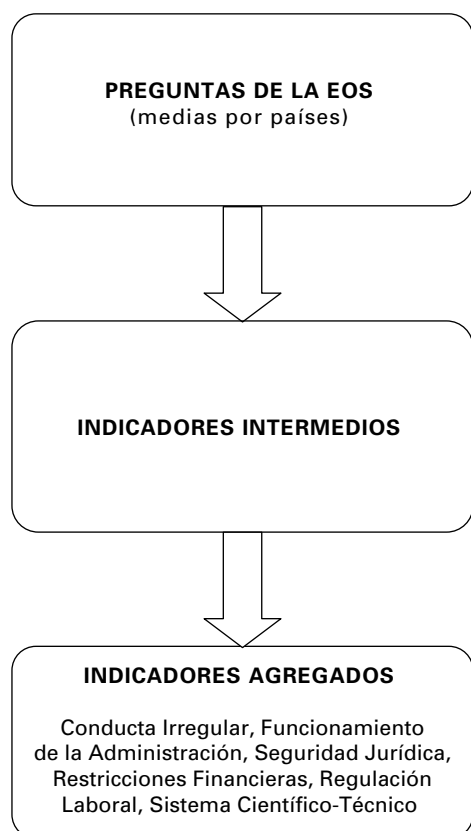 PREGUNTAS DE LA EOS
(medias por países)
INDICADORES INTERMEDIOS
INDICADORES AGREGADOS
Conducta Irregular, Funcionamiento
de la Administración, Seguridad Jurídica,
Restricciones Financieras, Regulación
Laboral, Sistema Científico-Técnico